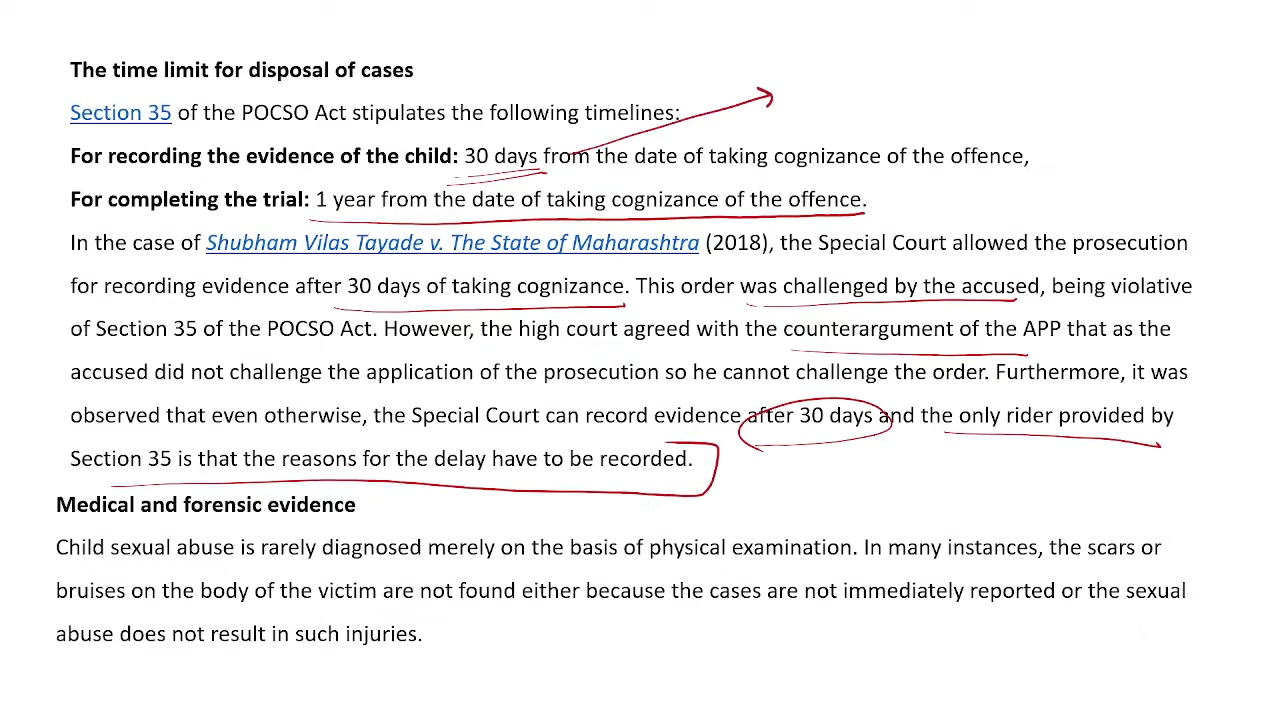 The time limit for disposal of cases
Section 35 of the POCSO Act stipulates the following timelines:
For recording the evidence of the child: 30 days from the date of taking cognizance of the offence,
For completing the trial: 1 year from the date of taking cognizance of the offence.
In the case of Shubham Vilas Tayade v. The State of Maharashtra (2018), the Special Court allowed the prosecution
for recording evidence after 30 days of taking cognizance. This order was challenged by the accused, being violative
of Section 35 of the POCSO Act. However, the high court agreed with the counterargument of the APP that as the
accused did not challenge the application of the prosecution so he cannot challenge the order. Furthermore, it was
observed that even otherwise, the Special Court can record evidence after 30 days and the only rider provided by
Section 35 is that the reasons for the delay have to be recorded.
Medical and forensic evidence
Child sexual abuse is rarely diagnosed merely on the basis of physical examination. In many instances, the scars or
bruises on the body of the victim are not found either because the cases are not immediately reported or the sexual
abuse does not result in such injuries.